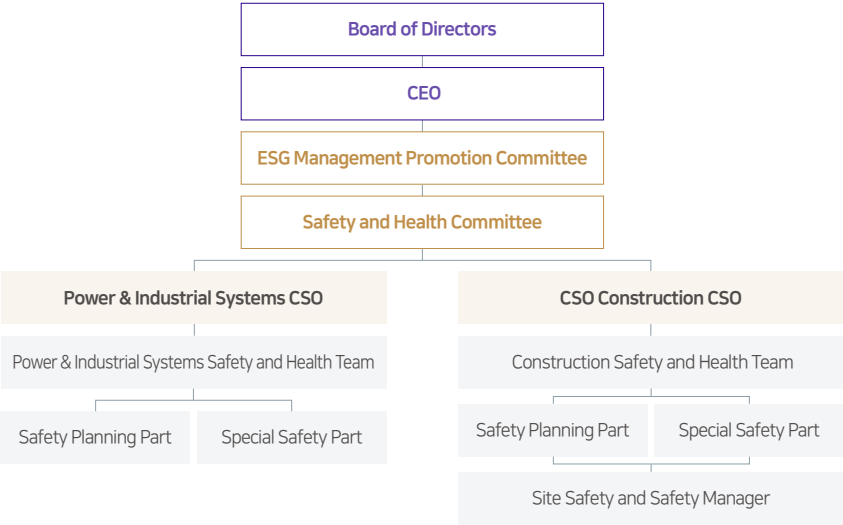 Board of Directors
CEO
ESG Management Promotion Committee
Safety and Health Committee
Power & Industrial Systems CSO
CSO Construction CSO
Power & Industrial Systems Safety and Health Team
Construction Safety and Health Team
Safety Planning Part
Special Safety Part
Safety Planning Part
Special Safety Part
Site Safety and Safety Manager